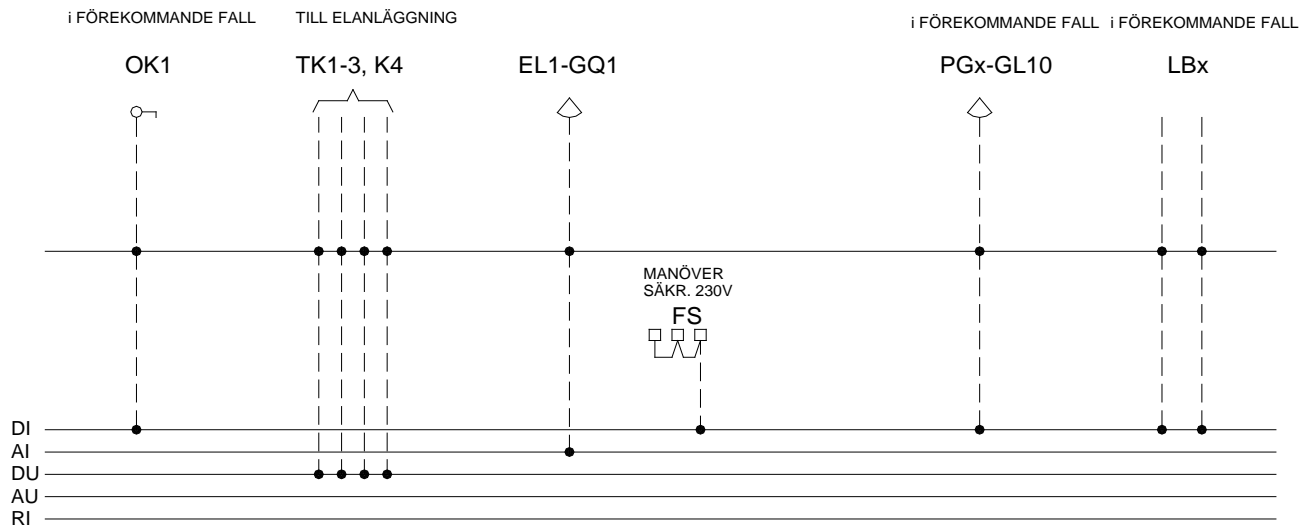 i FÖREKOMMANDE FALL
TILL ELANLÄGGNING
i FÖREKOMMANDE FALL
i FÖREKOMMANDE FALL
OK1
TK1-3, K4
EL1-GQ1
PGx-GL10
LBx
MANÖVER
SÄKR. 230V
FS
DI
AI
DU
AU
RI